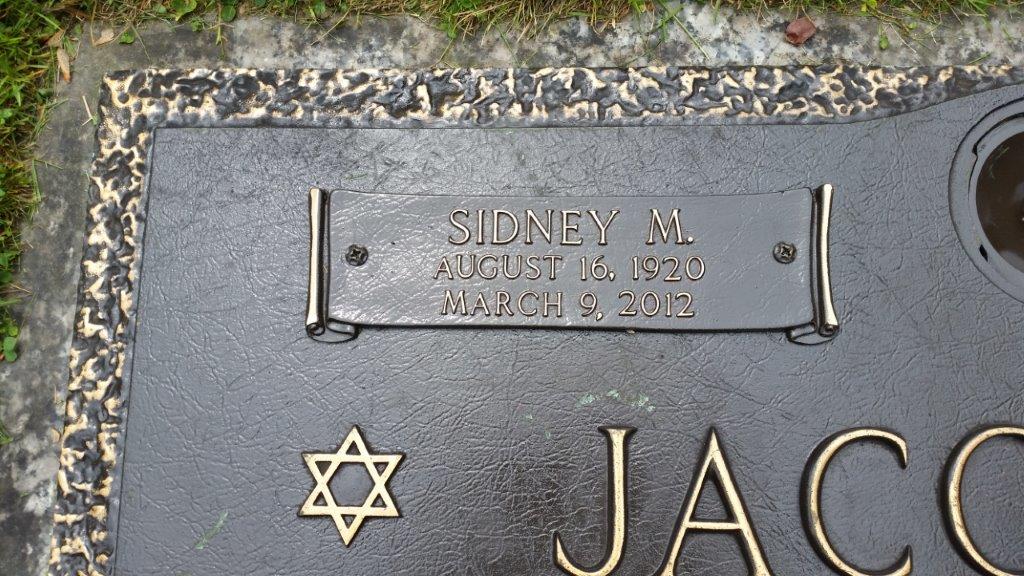 SIDNEY M.
AUGUST 16, 1920
MARCH 9, 2012
JACO